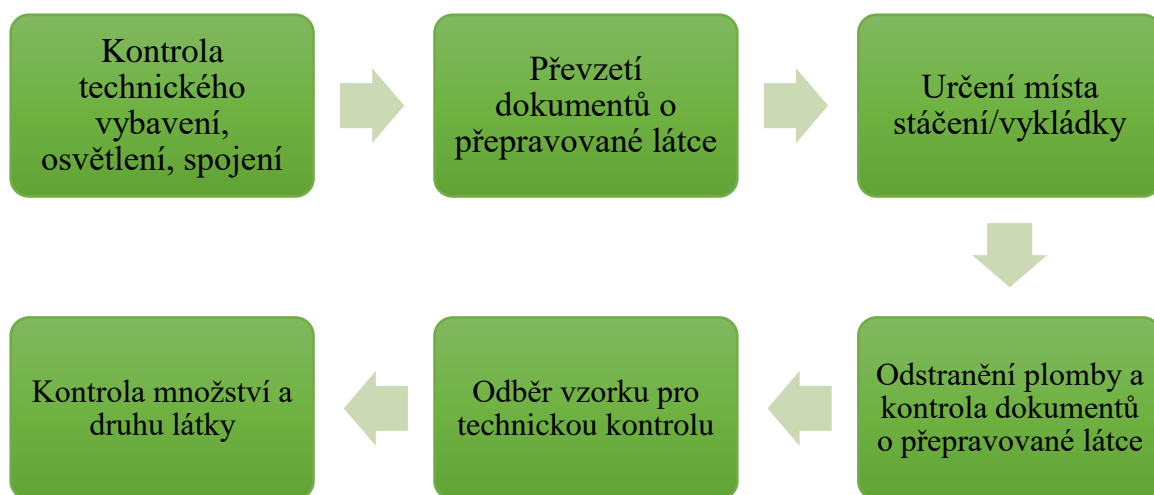 Kontrola
technického
vybavení,
osvětlení, spojení
Převzetí
dokumentů o
přepravované látce
Určení místa
stáčení/vykládky
Odstranění plomby a
kontrola dokumentů
o přepravované látce
Odběr vzorku pro
technickou kontrolu
Kontrola množství a
druhu látky